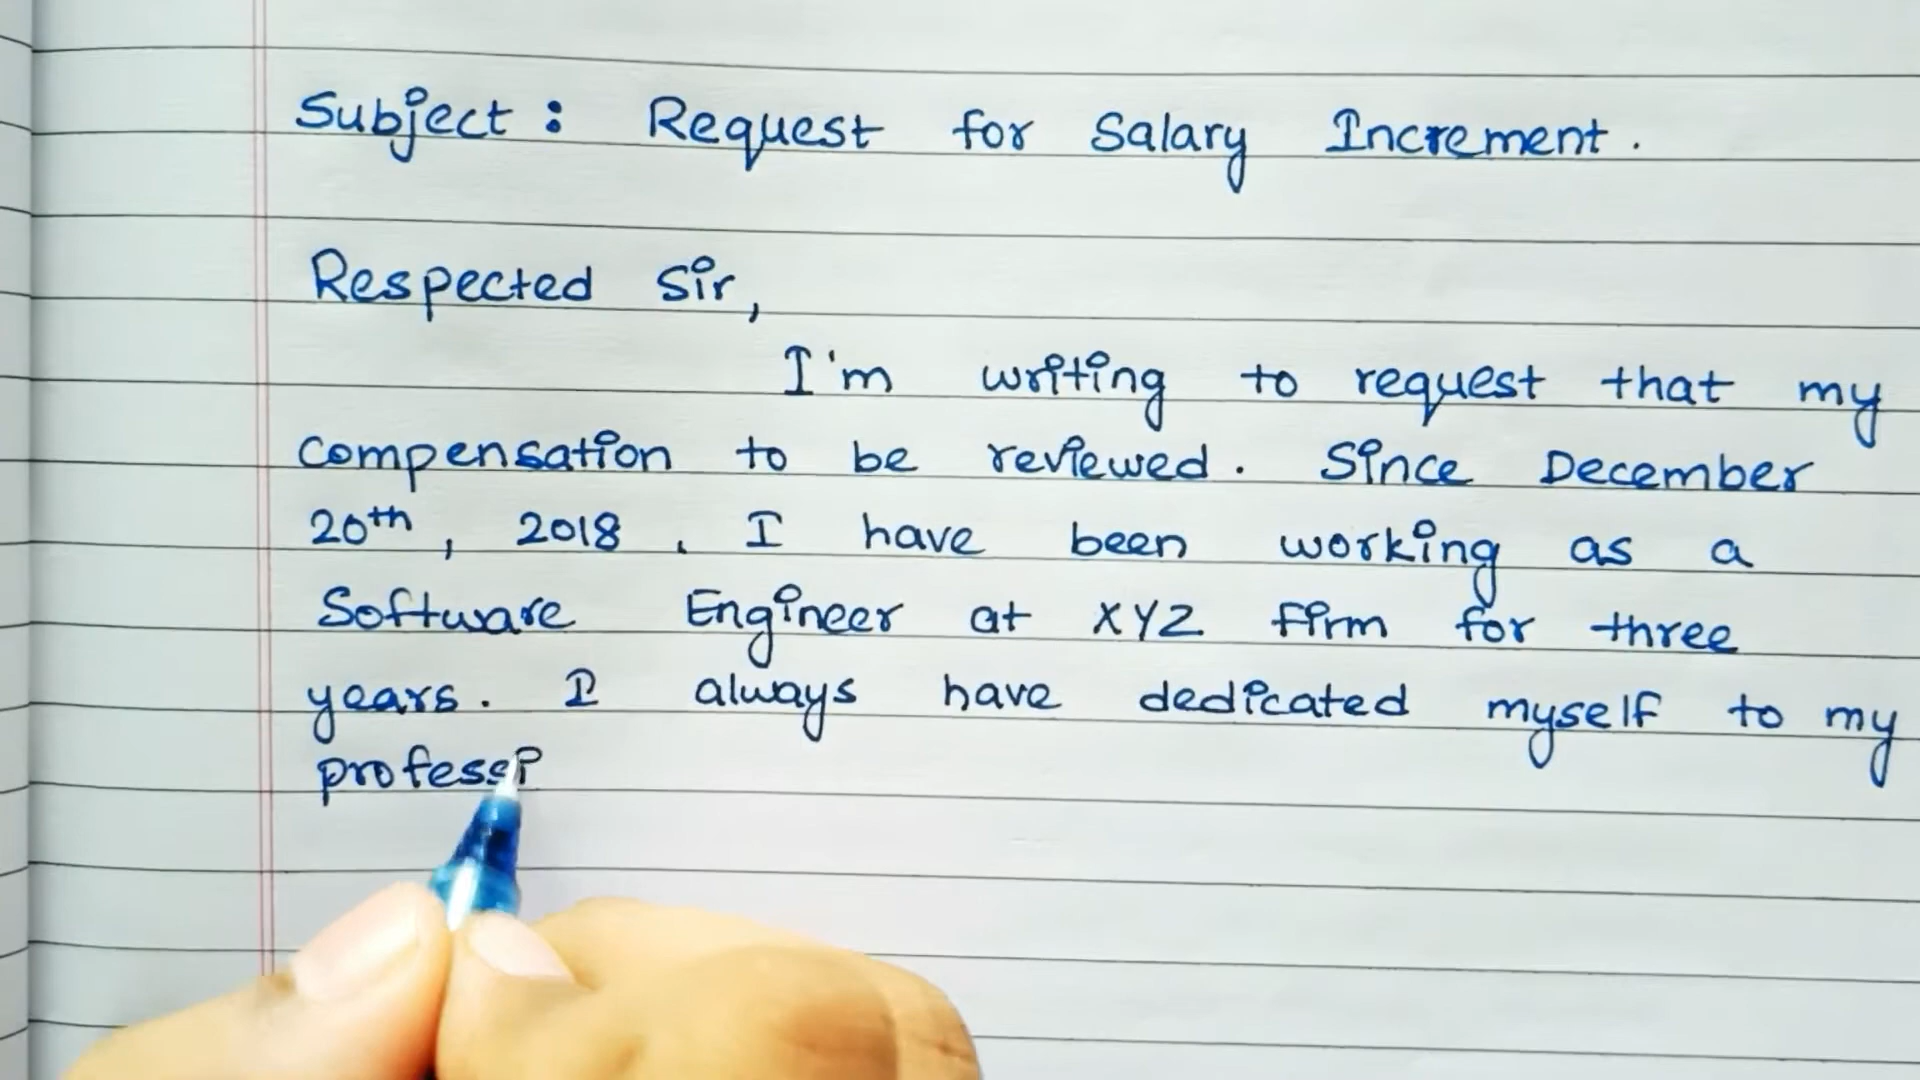 Subject : Request for Salary Increment.
Respected Sir,
I'm writing to request that my
compensation to be reviewed. Since December
20th, 2018, I have been working as a
Software Engineer at XYZ firm for three
years. I always have dedicated myself to my
professi